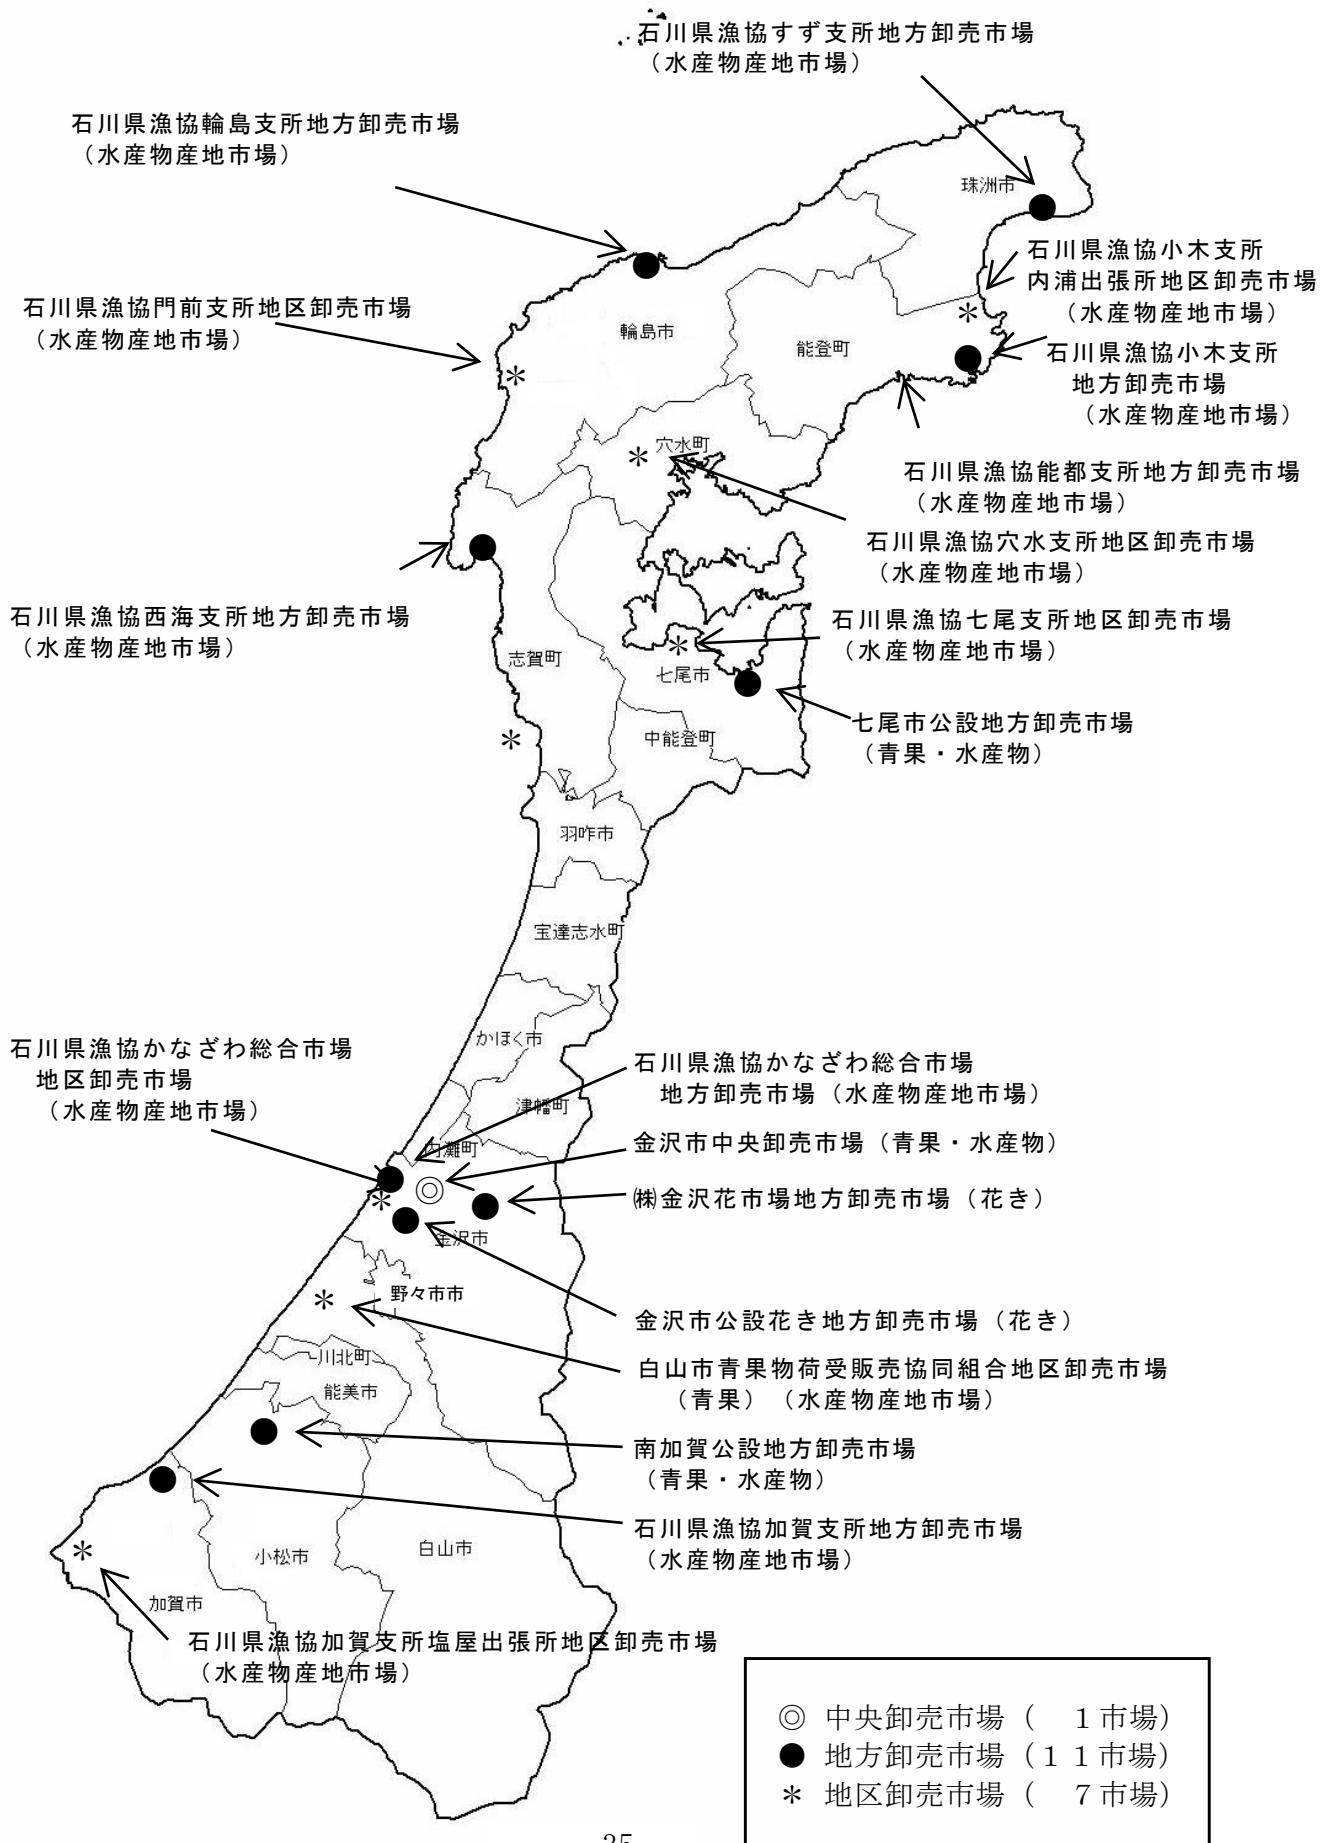 石川県漁協すず支所地方卸売市場
（水産物産地市場）
石川県漁協輪島支所地方卸売市場
（水産物産地市場）
珠洲市
石川県漁協小木支所
内浦出張所地区卸売市場
（水産物産地市場）
石川県漁協門前支所地区卸売市場
（水産物産地市場）
輪島市
能登町
石川県漁協小木支所
地方卸売市場
（水産物産地市場）
穴水町
石川県漁協能都支所地方卸売市場
（水産物産地市場）
石川県漁協穴水支所地区卸売市場
（水産物産地市場）
石川県漁協西海支所地方卸売市場
（水産物産地市場）
石川県漁協七尾支所地区卸売市場
（水産物産地市場）
志賀町
七尾市
七尾市公設地方卸売市場
（青果・水産物）
中能登町
羽咋市
宝達志水町
かほく市
石川県漁協かなざわ総合市場
地区卸売市場
（水産物産地市場）
石川県漁協かなざわ総合市場
地方卸売市場（水産物産地市場）
津幡町
内灘町
金沢市中央卸売市場（青果・水産物）
㈱金沢花市場地方卸売市場（花き）
金沢市
野々市市
金沢市公設花き地方卸売市場（花き）
川北町
白山市青果物荷受販売協同組合地区卸売市場
（青果）（水産物産地市場）
能美市
南加賀公設地方卸売市場
（青果・水産物）
石川県漁協加賀支所地方卸売市場
（水産物産地市場）
白山市
小松市
加賀市
石川県漁協加賀支所塩屋出張所地区卸売市場
（水産物産地市場）
◎ 中央卸売市場（　１市場）
● 地方卸売市場（１１市場）
＊ 地区卸売市場（　７市場）
35